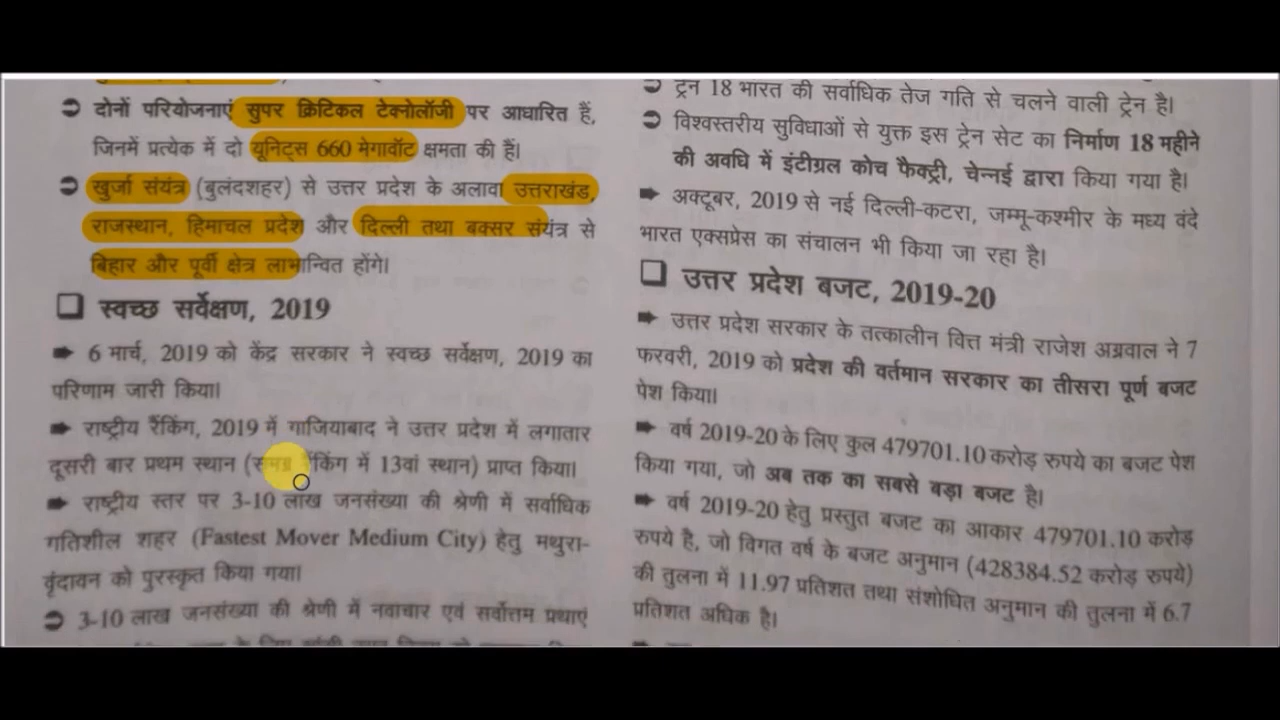 दोनों परियोजनाएं सुपर क्रिटिकल टेक्नोलॉजी पर आधारित हैं,
जिनमें प्रत्येक में दो यूनिट्स 660 मेगावॉट क्षमता की हैं।
खुर्जा संयंत्र (बुलंदशहर) से उत्तर प्रदेश के अलावा उत्तराखंड,
राजस्थान, हिमाचल प्रदेश और दिल्ली तथा बक्सर संयंत्र से
बिहार और पूर्वी क्षेत्र लाभान्वित होंगे।
❑ स्वच्छ सर्वेक्षण, 2019
6 मार्च, 2019 को केंद्र सरकार ने स्वच्छ सर्वेक्षण, 2019 का
परिणाम जारी किया।
राष्ट्रीय रैंकिंग, 2019 में गाजियाबाद ने उत्तर प्रदेश में लगातार
दूसरी बार प्रथम स्थान (समग्र रैंकिंग में 13वां स्थान) प्राप्त किया।
राष्ट्रीय स्तर पर 3-10 लाख जनसंख्या की श्रेणी में सर्वाधिक
गतिशील शहर (Fastest Mover Medium City) हेतु मथुरा-
वृंदावन को पुरस्कृत किया गया।
3-10 लाख जनसंख्या की श्रेणी में नवाचार एवं सर्वोत्तम प्रथाएं
ट्रेन 18 भारत की सर्वाधिक तेज गति से चलने वाली ट्रेन है।
विश्वस्तरीय सुविधाओं से युक्त इस ट्रेन सेट का निर्माण 18 महीने
की अवधि में इंटीग्रल कोच फैक्ट्री, चेन्नई द्वारा किया गया है।
अक्टूबर, 2019 से नई दिल्ली-कटरा, जम्मू-कश्मीर के मध्य वंदे
भारत एक्सप्रेस का संचालन भी किया जा रहा है।
❑ उत्तर प्रदेश बजट, 2019-20
उत्तर प्रदेश सरकार के तत्कालीन वित्त मंत्री राजेश अग्रवाल ने 7
फरवरी, 2019 को प्रदेश की वर्तमान सरकार का तीसरा पूर्ण बजट
पेश किया।
वर्ष 2019-20 के लिए कुल 479701.10 करोड़ रुपये का बजट पेश
किया गया, जो अब तक का सबसे बड़ा बजट है।
वर्ष 2019-20 हेतु प्रस्तुत बजट का आकार 479701.10 करोड़
रुपये है, जो विगत वर्ष के बजट अनुमान (428384.52 करोड़ रुपये)
की तुलना में 11.97 प्रतिशत तथा संशोधित अनुमान की तुलना में 6.7
प्रतिशत अधिक है।